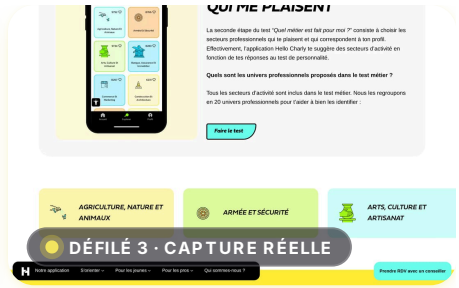 QUI ME PLAISENT
La seconde étape du test "Quel métier est fait pour moi ?" consiste à choisir les
secteurs professionnels qui te plaisent et qui correspondent à ton profil.
Effectivement, l'application Hello Charly te suggère des secteurs d'activité en
fonction de tes réponses au test de personnalité.
Quels sont les univers professionnels proposés dans le test métier ?
Tous les secteurs d'activité sont inclus dans le test métier. Nous les regroupons
en 20 univers professionnels pour t'aider à bien les identifier :
Faire le test
AGRICULTURE, NATURE ET
ANIMAUX
ARMÉE ET SÉCURITÉ
ARTS, CULTURE ET
ARTISANAT
DÉFILÉ 3 · CAPTURE RÉELLE
H Notre application S'orienter Pour les jeunes Pour les pros Qui sommes-nous ?
Prendre RDV avec un conseiller